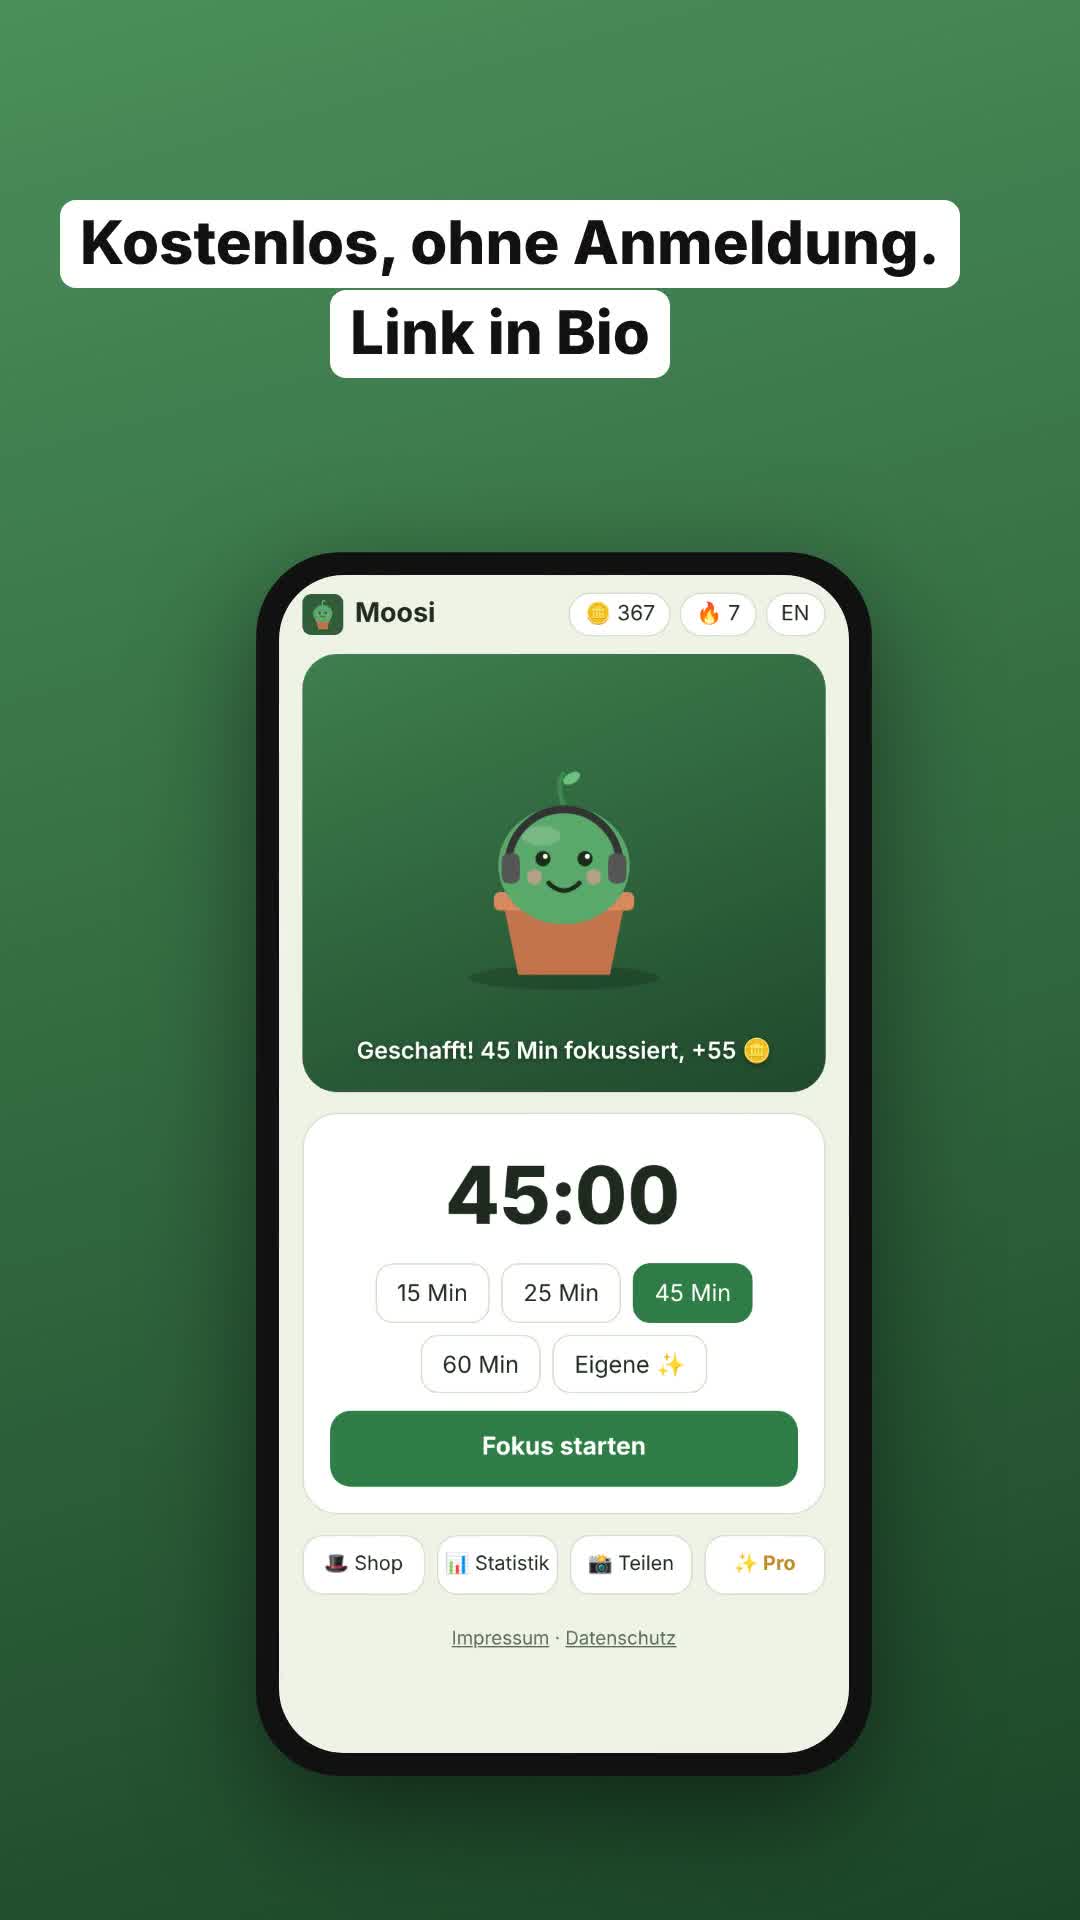 Kostenlos, ohne Anmeldung.
Link in Bio
Moosi
🪙 367 🔥 7 EN
Geschafft! 45 Min fokussiert, +55 🪙
45:00
15 Min 25 Min 45 Min
60 Min Eigene ✨
Fokus starten
🎩 Shop 📊 Statistik 📸 Teilen ✨ Pro
Impressum · Datenschutz